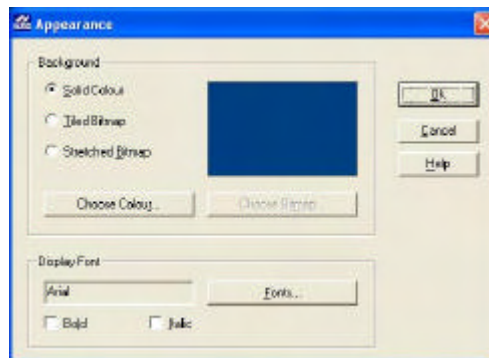 Appearance
Background
Solid Colour
Tiled Bitmap
Stretched Bitmap
Choose Colour...
Choose Bitmap...
Ok
Cancel
Help
Display Font
Arial
Fonts...
Bold
Italic